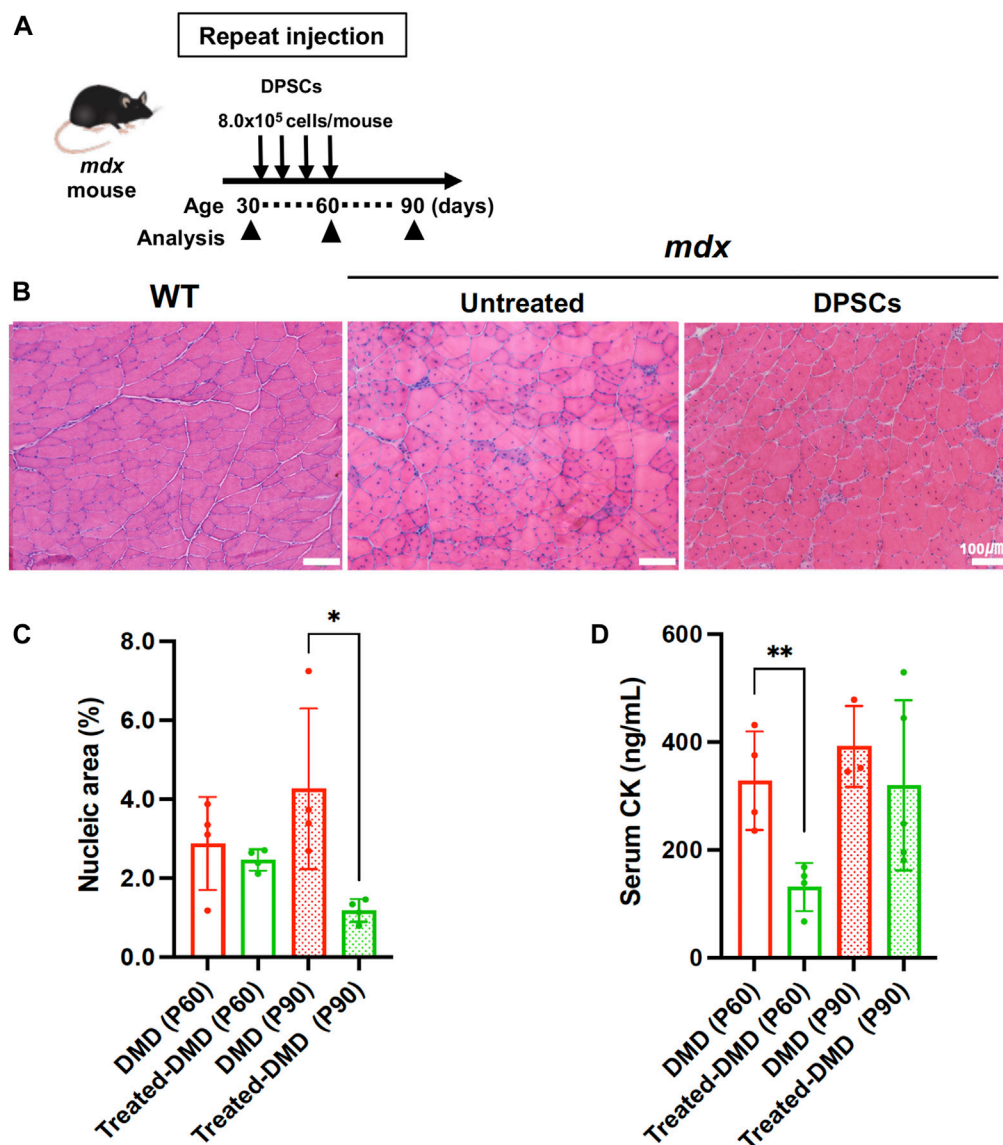 A
Repeat injection
DPSCs
8.0x10⁵ cells/mouse
mdx
mouse
Age 30 60 90 (days)
Analysis
mdx
B
WT
Untreated
DPSCs
100μm
C
*
8.0
6.0
4.0
2.0
0.0
Nucleic area (%)
DMD (P60)
Treated-DMD (P60)
DMD (P90)
Treated-DMD (P90)
D
**
600
400
200
0
Serum CK (ng/mL)
DMD (P60)
Treated-DMD (P60)
DMD (P90)
Treated-DMD (P90)